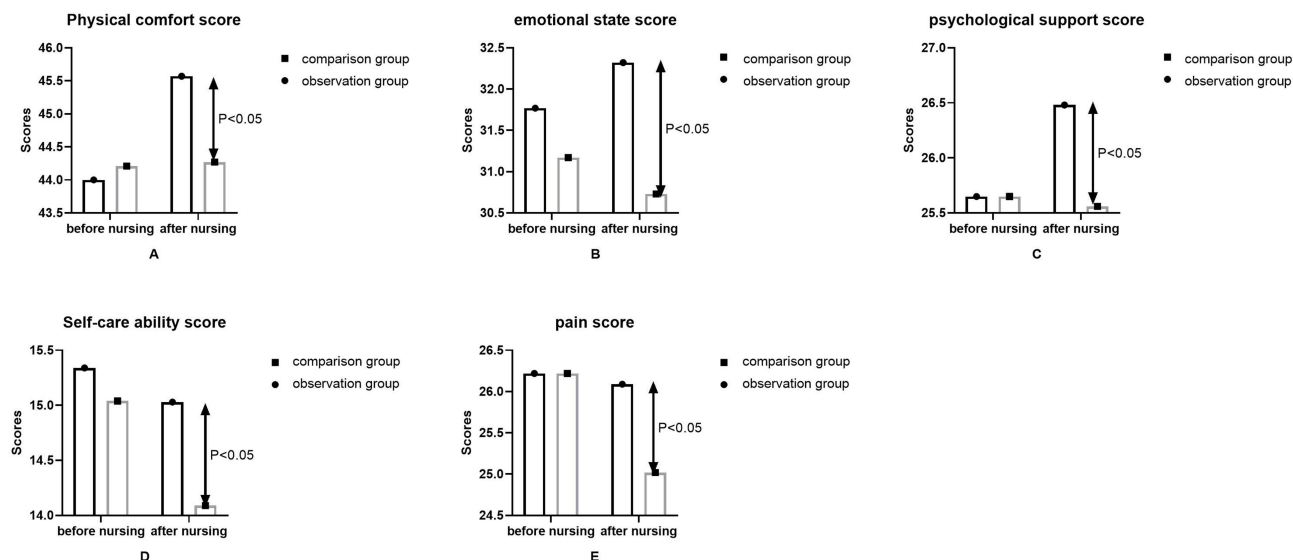 Physical comfort score
46.0
45.5
45.0
44.5
44.0
43.5
Scores
before nursing after nursing
P<0.05
comparison group
observation group
A
emotional state score
32.5
32.0
31.5
31.0
30.5
Scores
before nursing after nursing
P<0.05
comparison group
observation group
B
psychological support score
27.0
26.5
26.0
25.5
Scores
before nursing after nursing
P<0.05
comparison group
observation group
C
Self-care ability score
15.5
15.0
14.5
14.0
Scores
before nursing after nursing
P<0.05
comparison group
observation group
D
pain score
26.5
26.0
25.5
25.0
24.5
Scores
before nursing after nursing
P<0.05
comparison group
observation group
E